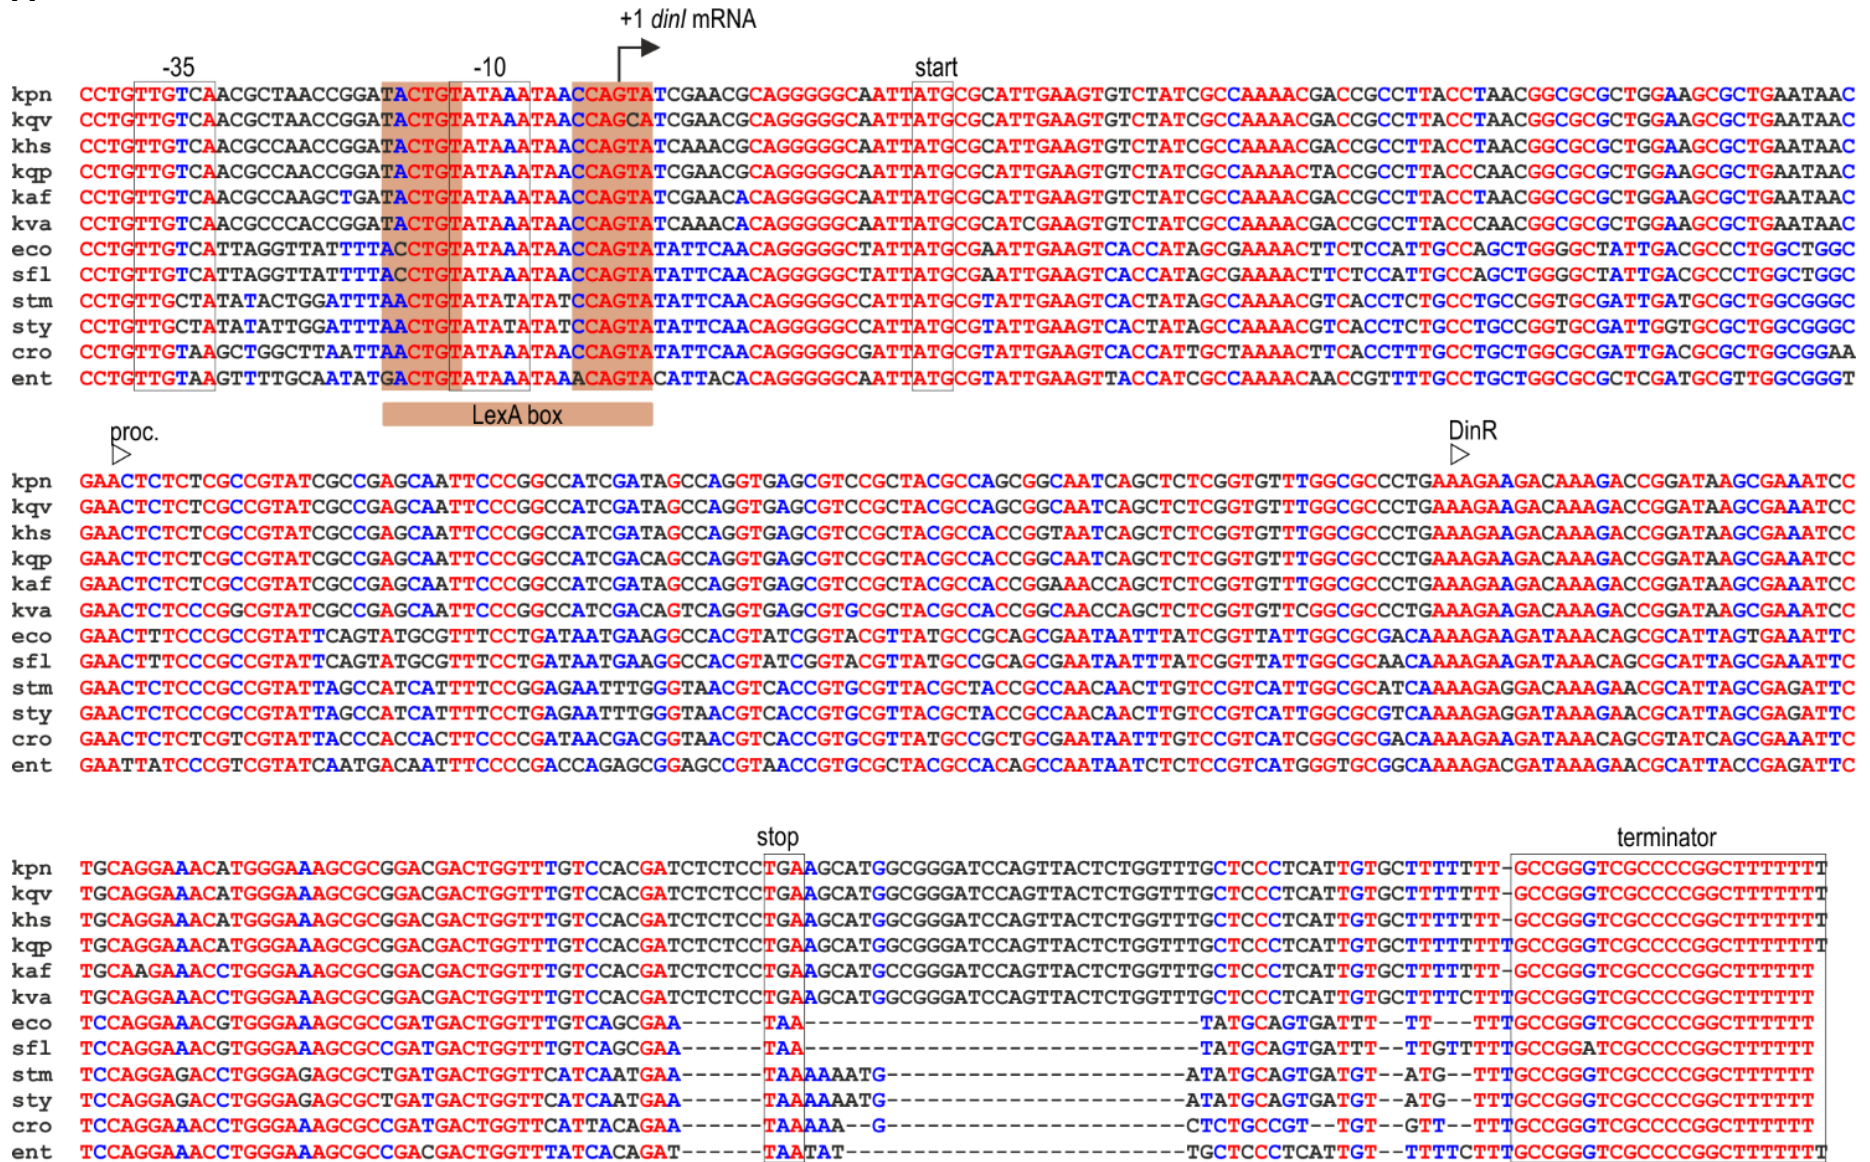 +1 dinI mRNA
-35 -10 start
kpn CCTGTTGTCAACGCTAACCGGATACTGTATAAATAACCAGTATCGAACGCAGGGGGCAATTATGCGCATTGAAGTGTCTATCGCCAAAACGACCGCCTTACCTAACGGCGCGCTGGAAGCGCTGAATAAC
kqv CCTGTTGTCAACGCTAACCGGATACTGTATAAATAACCAGCATCGAACGCAGGGGGCAATTATGCGCATTGAAGTGTCTATCGCCAAAACGACCGCCTTACCTAACGGCGCGCTGGAAGCGCTGAATAAC
khs CCTGTTGTCAACGCCAACCGGATACTGTATAAATAACCAGTATCAAACGCAGGGGGCAATTATGCGCATTGAAGTGTCTATCGCCAAAACGACCGCCTTACCTAACGGCGCGCTGGAAGCGCTGAATAAC
kqp CCTGTTGTCAACGCCAACCGGATACTGTATAAATAACCAGTATCGAACGCAGGGGGCAATTATGCGCATTGAAGTGTCTATCGCCAAAACTACCGCCTTACCCAACGGCGCGCTGGAAGCGCTGAATAAC
kaf CCTGTTGTCAACGCCAAGCTGATACTGTATAAATAACCAGTATCGAACACAGGGGGCAATTATGCGCATTGAAGTGTCTATCGCCAAAACGACCGCCTTACCTAACGGCGCGCTGGAAGCGCTGAATAAC
kva CCTGTTGTCAACGCCCACCGGATACTGTATAAATAACCAGTATCAAACACAGGGGGCAATTATGCGCATCGAAGTGTCTATCGCCAAAACGACCGCCTTACCCAACGGCGCGCTGGAAGCGCTGAATAAC
eco CCTGTTGTCATTAGGTTATTTTACCTGTATAAATAACCAGTATATTCAACAGGGGGCTATTATGCGAATTGAAGTCACCATAGCGAAAACTTCTCCATTGCCAGCTGGGGCTATTGACGCCCTGGCTGGC
sfl CCTGTTGTCATTAGGTTATTTTACCTGTATAAATAACCAGTATATTCAACAGGGGGCTATTATGCGAATTGAAGTCACCATAGCGAAAACTTCTCCATTGCCAGCTGGGGCTATTGACGCCCTGGCTGGC
stm CCTGTTGCTATATACTGGATTTAACTGTATATATATCCAGTATATTCAACAGGGGGCCATTATGCGTATTGAAGTCACTATAGCCAAAACGTCACCTCTGCCTGCCGGTGCGATTGATGCGCTGGCGGGC
sty CCTGTTGCTATATATTGGATTTAACTGTATATATATCCAGTATATTCAACAGGGGGCCATTATGCGTATTGAAGTCACTATAGCCAAAACGTCACCTCTGCCTGCCGGTGCGATTGGTGCGCTGGCGGGC
cro CCTGTTGTAAGCTGGCTTAATTAACTGTATAAATAACCAGTATATTCAACAGGGGGCGATTATGCGTATTGAAGTCACCATTGCTAAAACTTCACCTTTGCCTGCTGGCGCGATTGACGCGCTGGCGGAA
ent CCTGTTGTAAGTTTTGCAATATGACTGTATAAATAAACAGTACATTACACAGGGGGCAATTATGCGTATTGAAGTTACCATCGCCAAAACAACCGTTTTGCCTGCTGGCGCGCTCGATGCGTTGGCGGGT
LexA box
proc. DinR
kpn GAACTCTCTCGCCGTATCGCCGAGCAATTCCCGGCCATCGATAGCCAGGTGAGCGTCCGCTACGCCAGCGGCAATCAGCTCTCGGTGTTTGGCGCCCTGAAAGAAGACAAAGACCGGATAAGCGAAATCC
kqv GAACTCTCTCGCCGTATCGCCGAGCAATTCCCGGCCATCGATAGCCAGGTGAGCGTCCGCTACGCCAGCGGCAATCAGCTCTCGGTGTTTGGCGCCCTGAAAGAAGACAAAGACCGGATAAGCGAAATCC
khs GAACTCTCTCGCCGTATCGCCGAGCAATTCCCGGCCATCGATAGCCAGGTGAGCGTCCGCTACGCCACCGGTAATCAGCTCTCGGTGTTTGGCGCCCTGAAAGAAGACAAAGACCGGATAAGCGAAATCC
kqp GAACTCTCTCGCCGTATCGCCGAGCAATTCCCGGCCATCGACAGCCAGGTGAGCGTCCGCTACGCCACCGGCAATCAGCTCTCGGTGTTTGGCGCCCTGAAAGAAGACAAAGACCGGATAAGCGAAATCC
kaf GAACTCTCTCGCCGTATCGCCGAGCAATTCCCGGCCATCGATAGCCAGGTGAGCGTCCGCTACGCCACCGGAAACCAGCTCTCGGTGTTTGGCGCCCTGAAAGAAGACAAAGACCGGATAAGCGAAATCC
kva GAACTCTCCCGGCGTATCGCCGAGCAATTCCCGGCCATCGACAGTCAGGTGAGCGTGCGCTACGCCACCGGCAACCAGCTCTCGGTGTTCGGCGCCCTGAAAGAAGACAAAGACCGGATAAGCGAAATCC
eco GAACTTTCCCGCCGTATTCAGTATGCGTTTCCTGATAATGAAGGCCACGTATCGGTACGTTATGCCGCAGCGAATAATTTATCGGTTATTGGCGCGACAAAAGAAGATAAACAGCGCATTAGTGAAATTC
sfl GAACTTTCCCGCCGTATTCAGTATGCGTTTCCTGATAATGAAGGCCACGTATCGGTACGTTATGCCGCAGCGAATAATTTATCGGTTATTGGCGCAACAAAAGAAGATAAACAGCGCATTAGCGAAATTC
stm GAACTCTCCCGCCGTATTAGCCATCATTTTCCGGAGAATTTGGGTAACGTCACCGTGCGTTACGCTACCGCCAACAACTTGTCCGTCATTGGCGCATCAAAAGAGGACAAAGAACGCATTAGCGAGATTC
sty GAACTCTCCCGCCGTATTAGCCATCATTTTCCTGAGAATTTGGGTAACGTCACCGTGCGTTACGCTACCGCCAACAACTTGTCCGTCATTGGCGCGTCAAAAGAGGATAAAGAACGCATTAGCGAGATTC
cro GAACTCTCTCGTCGTATTACCCACCACTTCCCCGATAACGACGGTAACGTCACCGTGCGTTATGCCGCTGCGAATAATTTGTCCGTCATCGGCGCGACAAAAGAAGATAAACAGCGTATCAGCGAAATTC
ent GAATTATCCCGTCGTATCAATGACAATTTCCCCGACCAGAGCGGAGCCGTAACCGTGCGCTACGCCACAGCCAATAATCTCTCCGTCATGGGTGCGGCAAAAGACGATAAAGAACGCATTACCGAGATTC
stop terminator
kpn TGCAGGAAACATGGGAAAGCGCGGACGACTGGTTTGTCCACGATCTCTCCTGAAGCATGGCGGGATCCAGTTACTCTGGTTTGCTCCCTCATTGTGCTTTTTTT-GCCGGGTCGCCCCGGCTTTTTTT
kqv TGCAGGAAACATGGGAAAGCGCGGACGACTGGTTTGTCCACGATCTCTCCTGAAGCATGGCGGGATCCAGTTACTCTGGTTTGCTCCCTCATTGTGCTTTTTTT-GCCGGGTCGCCCCGGCTTTTTTT
khs TGCAGGAAACATGGGAAAGCGCGGACGACTGGTTTGTCCACGATCTCTCCTGAAGCATGGCGGGATCCAGTTACTCTGGTTTGCTCCCTCATTGTGCTTTTTTT-GCCGGGTCGCCCCGGCTTTTTTT
kqp TGCAGGAAACATGGGAAAGCGCGGACGACTGGTTTGTCCACGATCTCTCCTGAAGCATGGCGGGATCCAGTTACTCTGGTTTGCTCCCTCATTGTGCTTTTTTTTGCCGGGTCGCCCCGGCTTTTTTT
kaf TGCAAGAAACCTGGGAAAGCGCGGACGACTGGTTTGTCCACGATCTCTCCTGAAGCATGCCGGGATCCAGTTACTCTGGTTTGCTCCCTCATTGTGCTTTTTTT-GCCGGGTCGCCCCGGCTTTTTT
kva TGCAGGAAACCTGGGAAAGCGCGGACGACTGGTTTGTCCACGATCTCTCCTGAAGCATGGCGGGATCCAGTTACTCTGGTTTGCTCCCTCATTGTGCTTTTCTTTGCCGGGTCGCCCCGGCTTTTTT
eco TCCAGGAAACGTGGGAAAGCGCCGATGACTGGTTTGTCAGCGAA------TAA-----------------------------TATGCAGTGATTT--TT---TTTGCCGGGTCGCCCCGGCTTTTTT
sfl TCCAGGAAACGTGGGAAAGCGCCGATGACTGGTTTGTCAGCGAA------TAA-----------------------------TATGCAGTGATTT--TTGTTTTTGCCGGATCGCCCCGGCTTTTTT
stm TCCAGGAGACCTGGGAGAGCGCTGATGACTGGTTCATCAATGAA------TAAAAAATG----------------------ATATGCAGTGATGT--ATG--TTTGCCGGGTCGCCCCGGCTTTTTT
sty TCCAGGAGACCTGGGAGAGCGCTGATGACTGGTTCATCAATGAA------TAAAAAATG----------------------ATATGCAGTGATGT--ATG--TTTGCCGGGTCGCCCCGGCTTTTTT
cro TCCAGGAAACCTGGGAAAGCGCCGATGACTGGTTCATTACAGAA------TAAAAA--G----------------------CTCTGCCGT--TGT--GTT--TTTGCCGGGTCGCCCCGGCTTTTTT
ent TCCAGGAAACCTGGGAAAGCGCCGACGACTGGTTTATCACAGAT------TAATAT-------------------------TGCTCCCTCATTGT--TTTTCTTTGCCGGGTCGCCCCGGCTTTTTTT